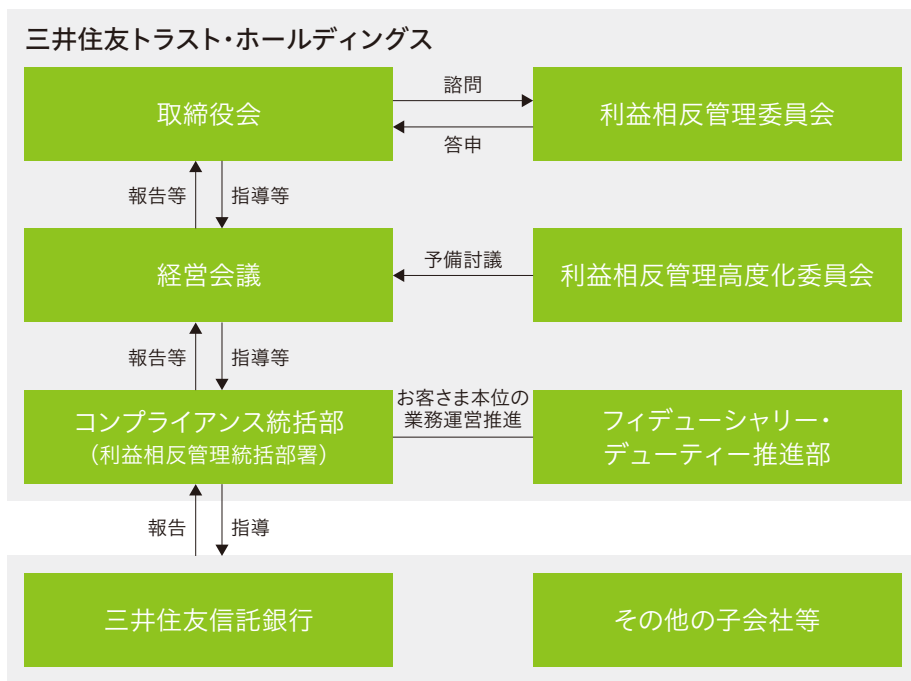 三井住友トラスト・ホールディングス
取締役会
諮問
答申
利益相反管理委員会
報告等
指導等
経営会議
予備討議
利益相反管理高度化委員会
報告等
指導等
コンプライアンス統括部
（利益相反管理統括部署）
お客さま本位の
業務運営推進
フィデューシャリー・
デューティー推進部
報告
指導
三井住友信託銀行
その他の子会社等